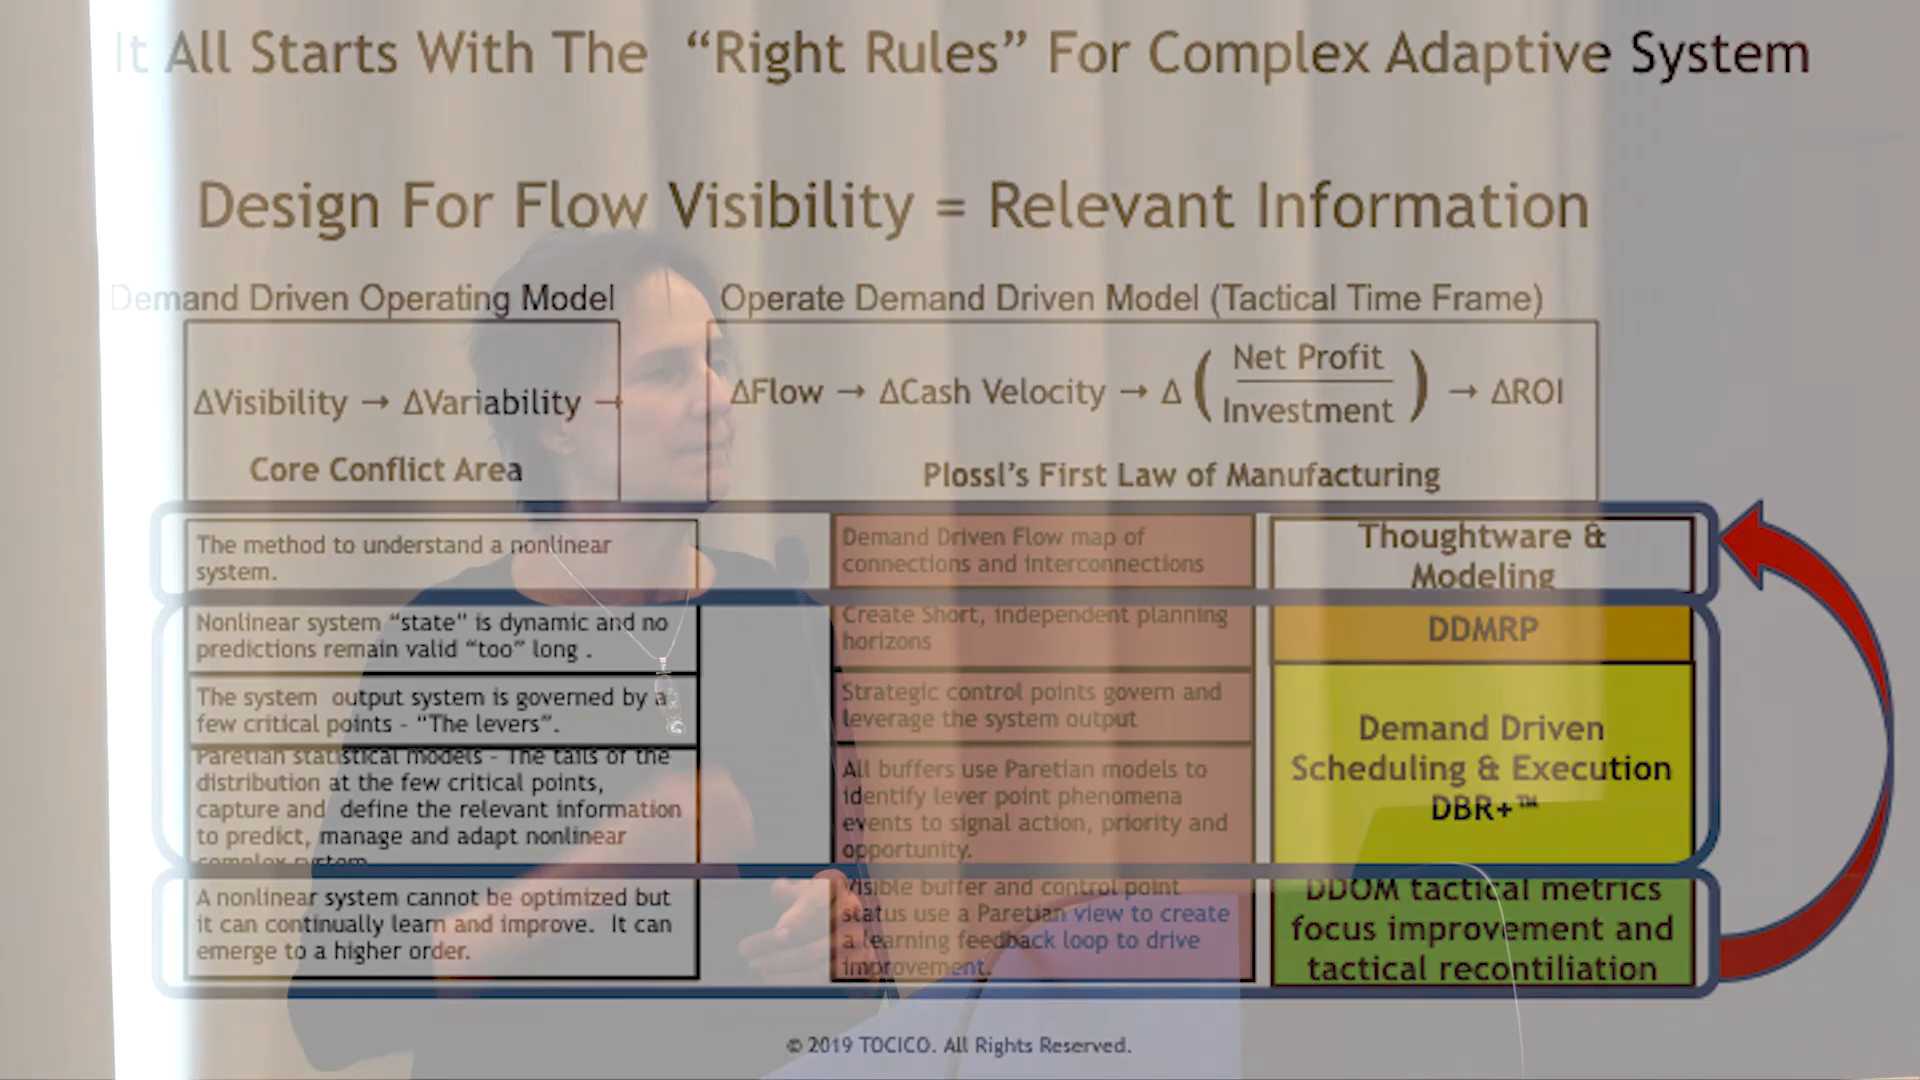 It All Starts With The “Right Rules” For Complex Adaptive System
Design For Flow Visibility = Relevant Information
Demand Driven Operating Model
Operate Demand Driven Model (Tactical Time Frame)
ΔVisibility → ΔVariability →
Core Conflict Area
ΔFlow → ΔCash Velocity → Δ ( Net Profit
Investment ) → ΔROI
Plossl’s First Law of Manufacturing
The method to understand a nonlinear
system.
Demand Driven Flow map of
connections and interconnections
Thoughtware &
Modeling
Nonlinear system “state” is dynamic and no
predictions remain valid “too” long .
Create Short, independent planning
horizons
DDMRP
The system output system is governed by a
few critical points - “The levers”.
Strategic control points govern and
leverage the system output
Demand Driven
Scheduling & Execution
DBR+™
Paretian statistical models - The tails of the
distribution at the few critical points,
capture and define the relevant information
to predict, manage and adapt nonlinear
complex system
All buffers use Paretian models to
identify lever point phenomena
events to signal action, priority and
opportunity.
A nonlinear system cannot be optimized but
it can continually learn and improve. It can
emerge to a higher order.
Visible buffer and control point
status use a Paretian view to create
a learning feedback loop to drive
improvement.
DDOM tactical metrics
focus improvement and
tactical recontiliation
© 2019 TOCICO. All Rights Reserved.